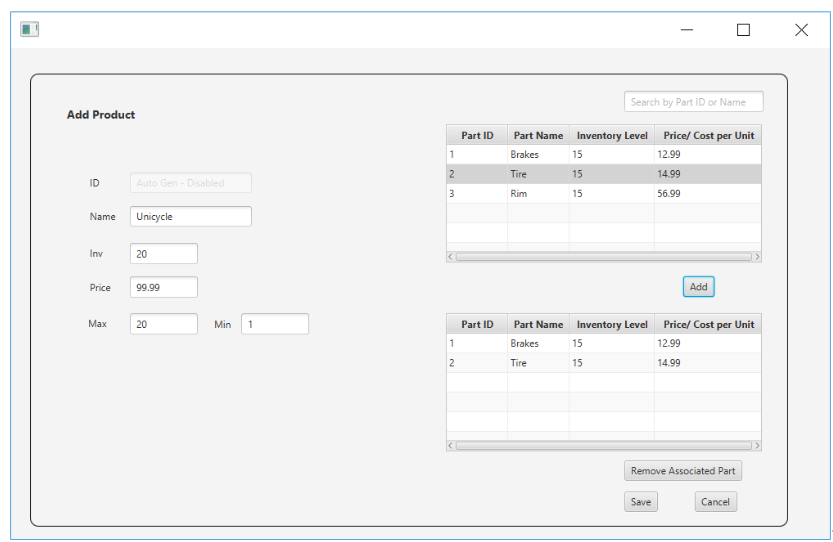 Add Product
ID Auto Gen - Disabled
Name Unicycle
Inv 20
Price 99.99
Max 20 Min 1
Search by Part ID or Name
Part ID Part Name Inventory Level Price/ Cost per Unit
1 Brakes 15 12.99
2 Tire 15 14.99
3 Rim 15 56.99
Add
Part ID Part Name Inventory Level Price/ Cost per Unit
1 Brakes 15 12.99
2 Tire 15 14.99
Remove Associated Part
Save Cancel